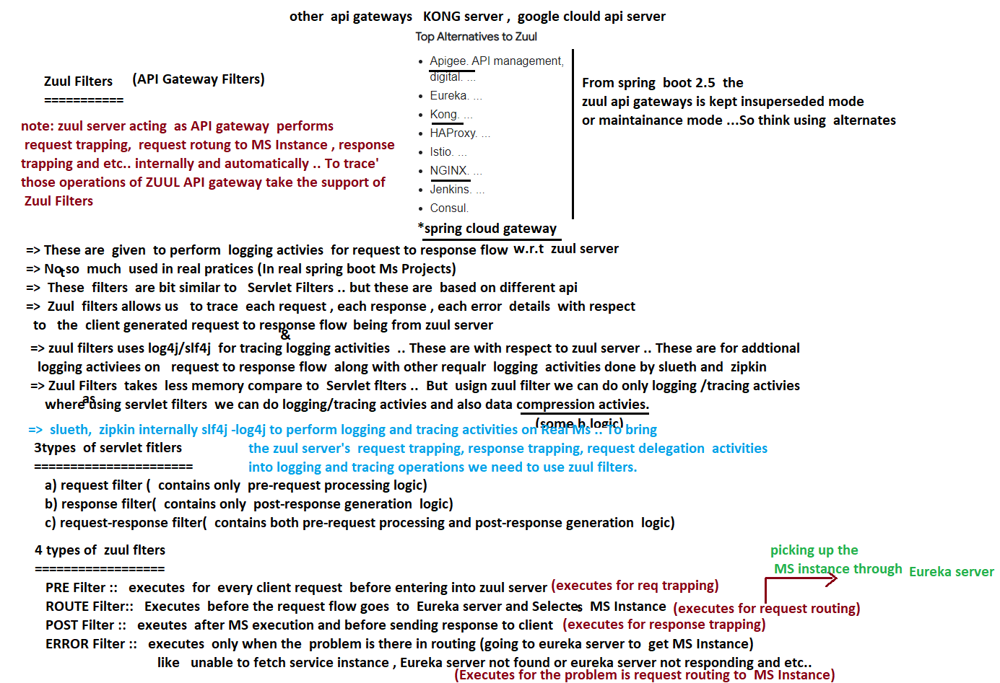 other api gateways KONG server , google clould api server
Top Alternatives to Zuul
Apigee. API management,
digital. ...
Eureka. ...
Kong. ...
HAProxy. ...
Istio. ...
NGINX. ...
Jenkins. ...
Consul.
*spring cloud gateway
From spring boot 2.5 the
zuul api gateways is kept insuperseded mode
or maintainance mode ...So think using alternates
Zuul Filters (API Gateway Filters)
===========
note: zuul server acting as API gateway performs
request trapping, request rotung to MS Instance , response
trapping and etc.. internally and automatically .. To trace'
those operations of ZUUL API gateway take the support of
Zuul Filters
=> These are given to perform logging activies for request to response flow w.r.t zuul server
=> Not so much used in real pratices (In real spring boot Ms Projects)
=> These filters are bit similar to Servlet Filters .. but these are based on different api
=> Zuul filters allows us to trace each request , each response , each error details with respect
to the client generated request to response flow being from zuul server
&
=> zuul filters uses log4j/slf4j for tracing logging activities .. These are with respect to zuul server .. These are for addtional
logging activiees on request to response flow along with other requalr logging activities done by slueth and zipkin
=> Zuul Filters takes less memory compare to Servlet flters .. But usign zuul filter we can do only logging /tracing activies
as
where using servlet filters we can do logging/tracing activies and also data compression activies.
(some b.logic)
=> slueth, zipkin internally slf4j -log4j to perform logging and tracing activities on Real Ms .. To bring
the zuul server's request trapping, response trapping, request delegation activities
into logging and tracing operations we need to use zuul filters.
3types of servlet fitlers
======================
a) request filter ( contains only pre-request processing logic)
b) response filter( contains only post-response generation logic)
c) request-response filter( contains both pre-request processing and post-response generation logic)
4 types of zuul flters
==================
picking up the
MS instance through Eureka server
PRE Filter :: executes for every client request before entering into zuul server (executes for req trapping)
ROUTE Filter:: Executes before the request flow goes to Eureka server and Selectes MS Instance (executes for request routing)
POST Filter :: exeutes after MS execution and before sending response to client (executes for response trapping)
ERROR Filter :: executes only when the problem is there in routing (going to eureka server to get MS Instance)
like unable to fetch service instance , Eureka server not found or eureka server not responding and etc..
(Executes for the problem is request routing to MS Instance)